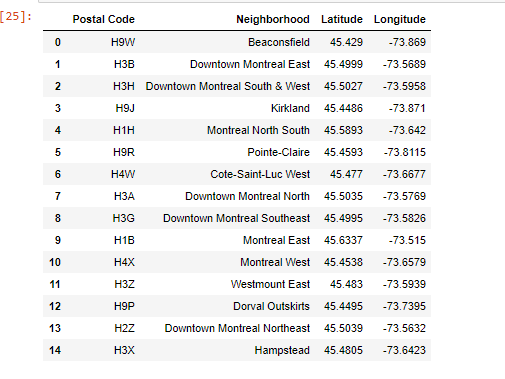 [25]:
Postal Code Neighborhood Latitude Longitude
0 H9W Beaconsfield 45.429 -73.869
1 H3B Downtown Montreal East 45.4999 -73.5689
2 H3H Downtown Montreal South & West 45.5027 -73.5958
3 H9J Kirkland 45.4486 -73.871
4 H1H Montreal North South 45.5893 -73.642
5 H9R Pointe-Claire 45.4593 -73.8115
6 H4W Cote-Saint-Luc West 45.477 -73.6677
7 H3A Downtown Montreal North 45.5035 -73.5769
8 H3G Downtown Montreal Southeast 45.4995 -73.5826
9 H1B Montreal East 45.6337 -73.515
10 H4X Montreal West 45.4538 -73.6579
11 H3Z Westmount East 45.483 -73.5939
12 H9P Dorval Outskirts 45.4495 -73.7395
13 H2Z Downtown Montreal Northeast 45.5039 -73.5632
14 H3X Hampstead 45.4805 -73.6423